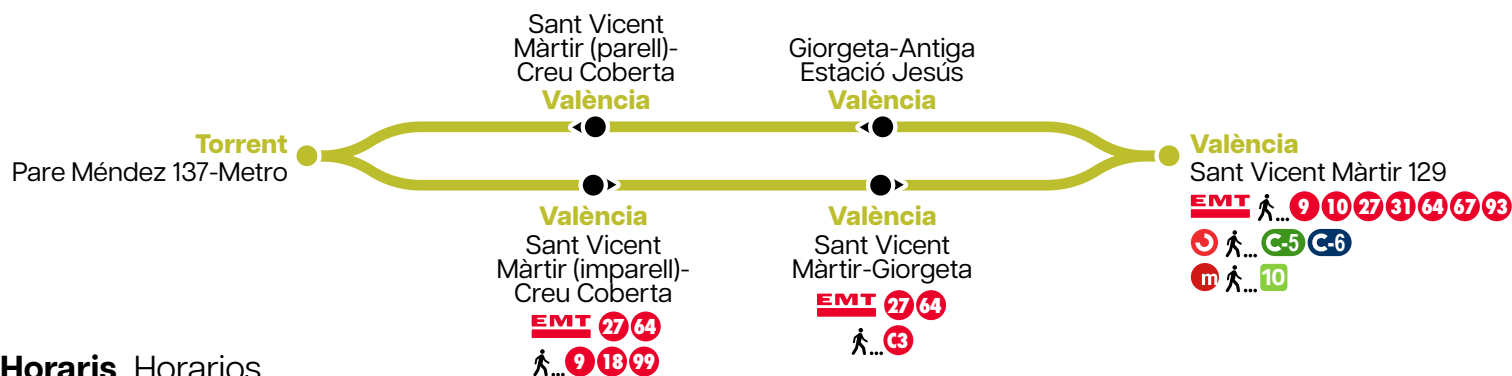 Sant Vicent
Màrtir (parell)-
Creu Coberta
València
Giorgeta-Antiga
Estació Jesús
València
Torrent
Pare Méndez 137-Metro
València
Sant Vicent Màrtir 129
EMT ... 9 10 27 31 64 67 93
... C-5 C-6
m ... 10
València
Sant Vicent
Màrtir (imparell)-
Creu Coberta
EMT 27 64
... 9 18 99
València
Sant Vicent
Màrtir-Giorgeta
EMT 27 64
... C3
Horaris Horarios